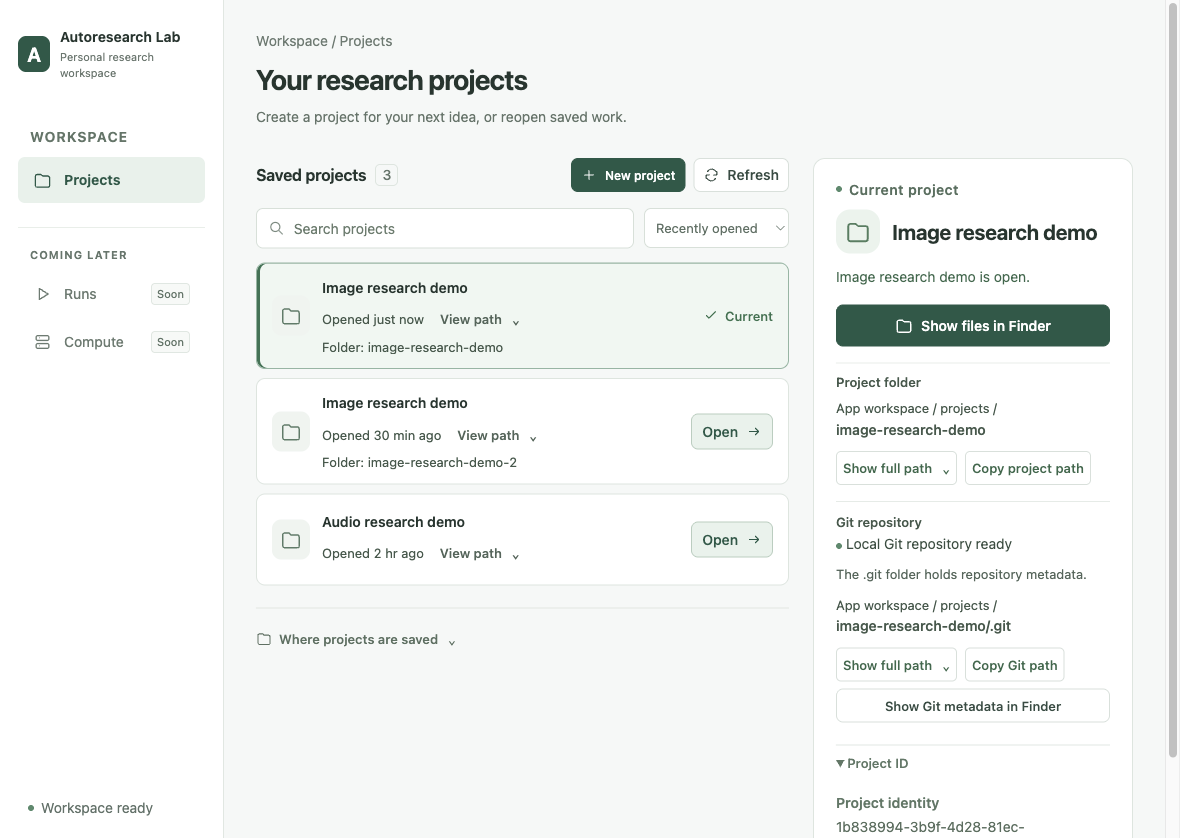 A
Autoresearch Lab
Personal research
workspace
WORKSPACE
Projects
COMING LATER
Runs
Soon
Compute
Soon
Workspace ready
Workspace / Projects
Your research projects
Create a project for your next idea, or reopen saved work.
Saved projects 3
+ New project
Refresh
Search projects
Recently opened
Image research demo
Opened just now View path
Folder: image-research-demo
Current
Image research demo
Opened 30 min ago View path
Folder: image-research-demo-2
Open →
Audio research demo
Opened 2 hr ago View path
Open →
Where projects are saved
Current project
Image research demo
Image research demo is open.
Show files in Finder
Project folder
App workspace / projects /
image-research-demo
Show full path
Copy project path
Git repository
Local Git repository ready
The .git folder holds repository metadata.
App workspace / projects /
image-research-demo/.git
Show full path
Copy Git path
Show Git metadata in Finder
Project ID
Project identity
1b838994-3b9f-4d28-81ec-